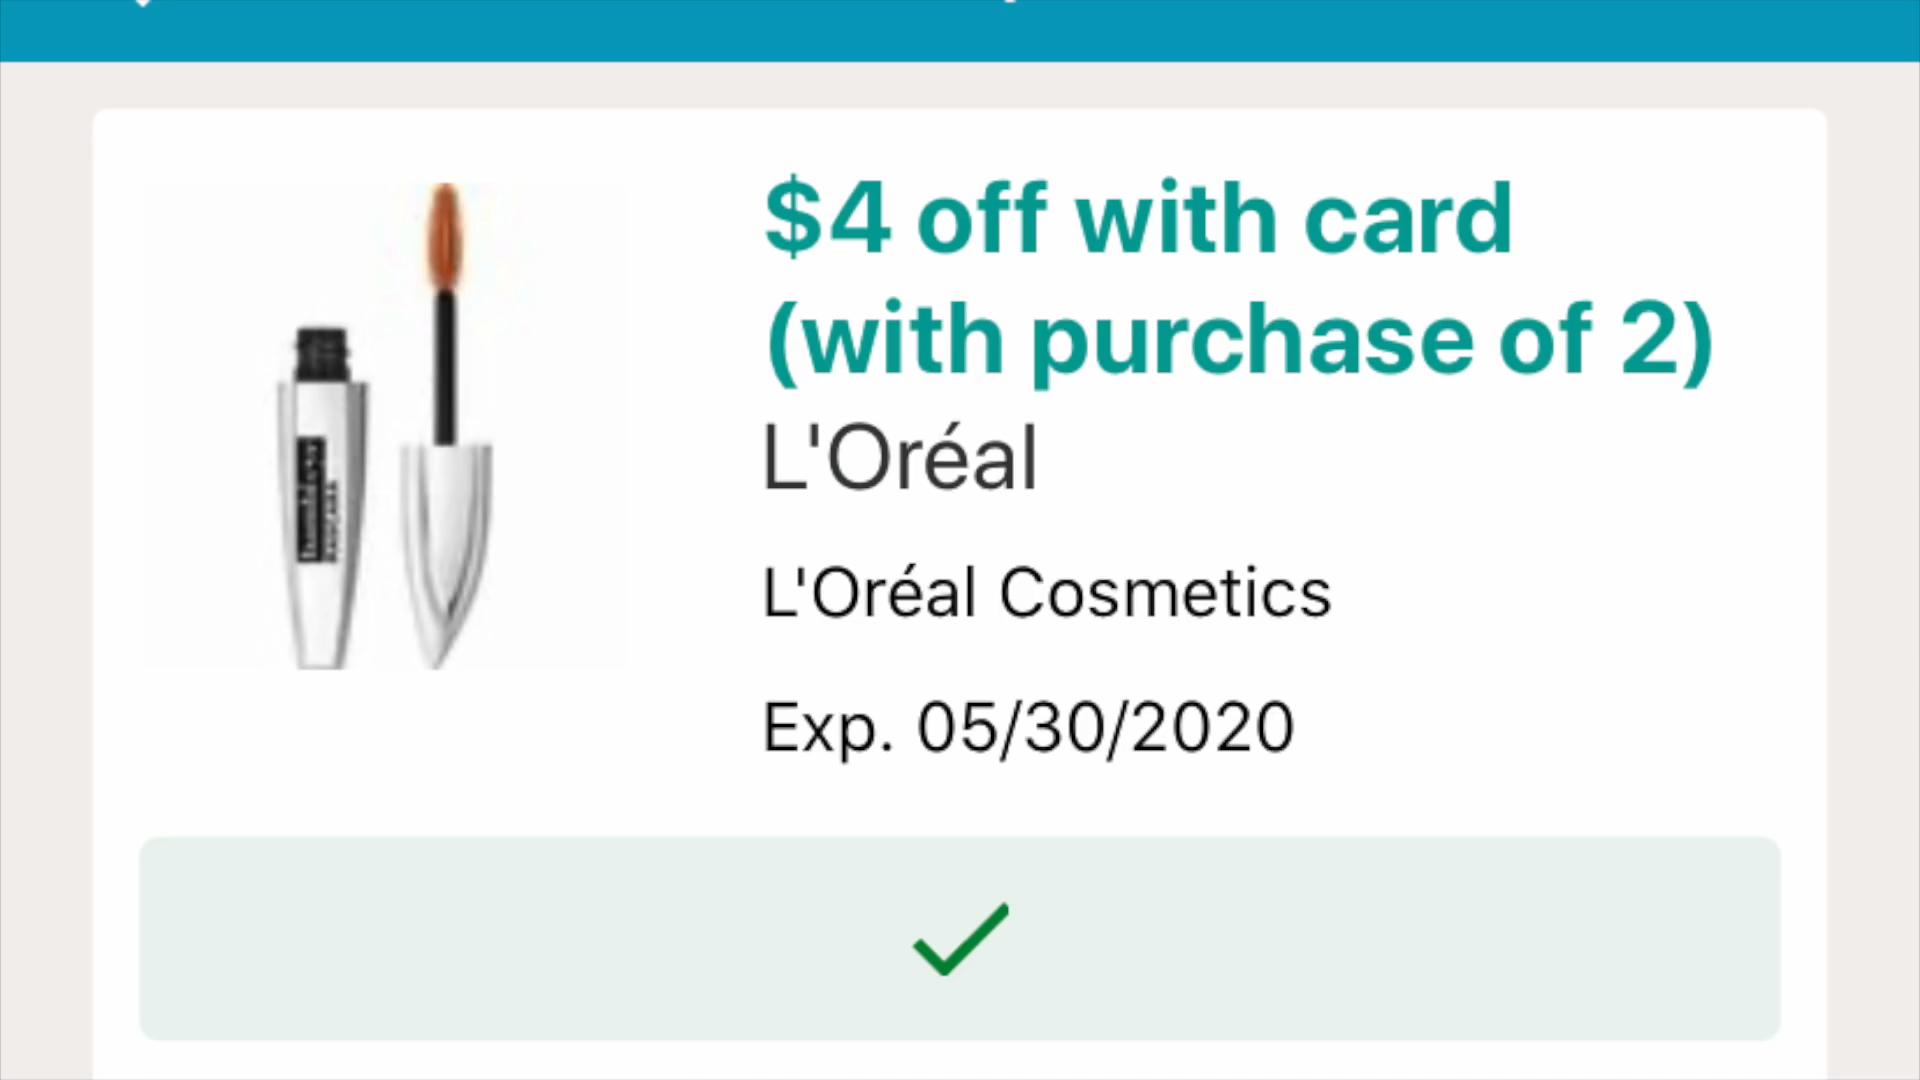 $4 off with card
(with purchase of 2)
L'Oréal
L'Oréal Cosmetics
Exp. 05/30/2020